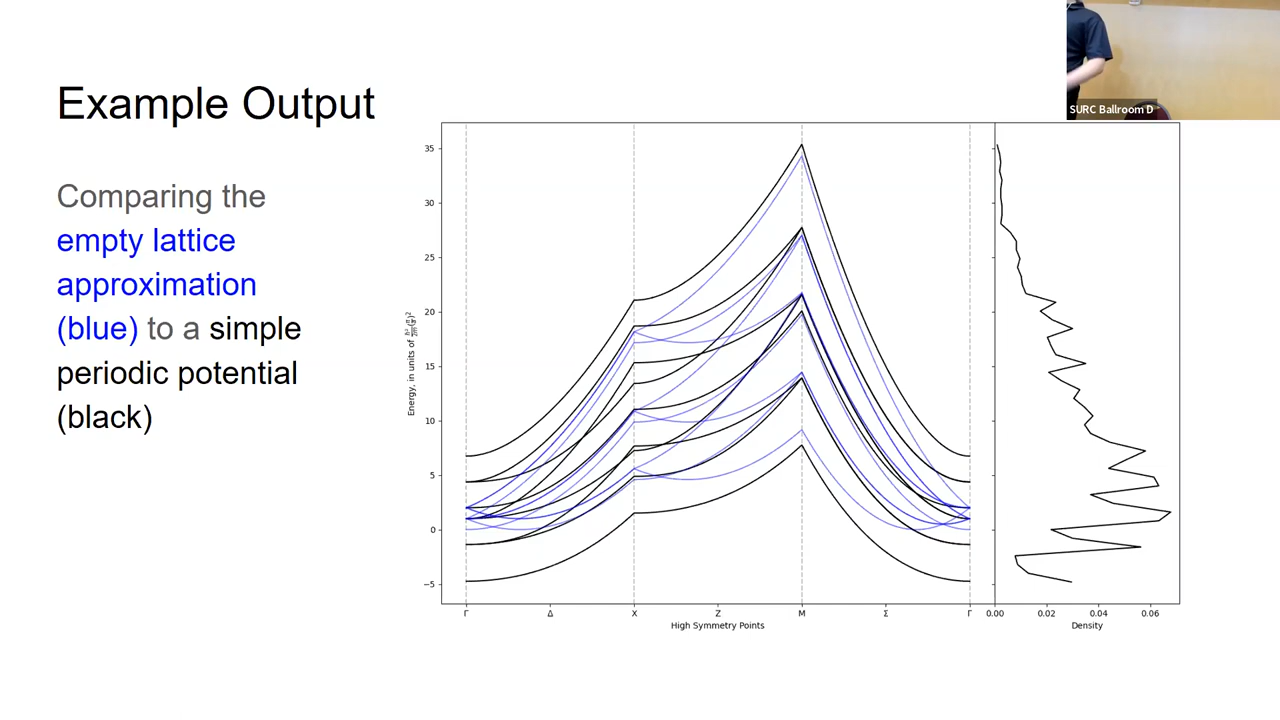 Example Output
Comparing the
empty lattice
approximation
(blue) to a simple
periodic potential
(black)
SURC Ballroom D
35
30
25
20
15
10
5
0
−5
Energy, in units of
Γ
Δ
X
Z
M
Σ
Γ
High Symmetry Points
0.00
0.02
0.04
0.06
Density